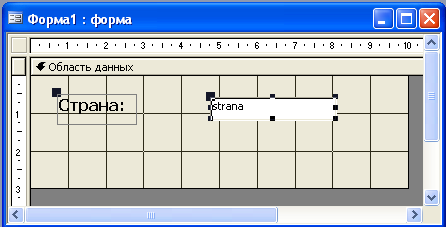 Форма1 : форма
1 2 3 4 5 6 7 8 9 10
Область данных
Страна: strana
1
2
3